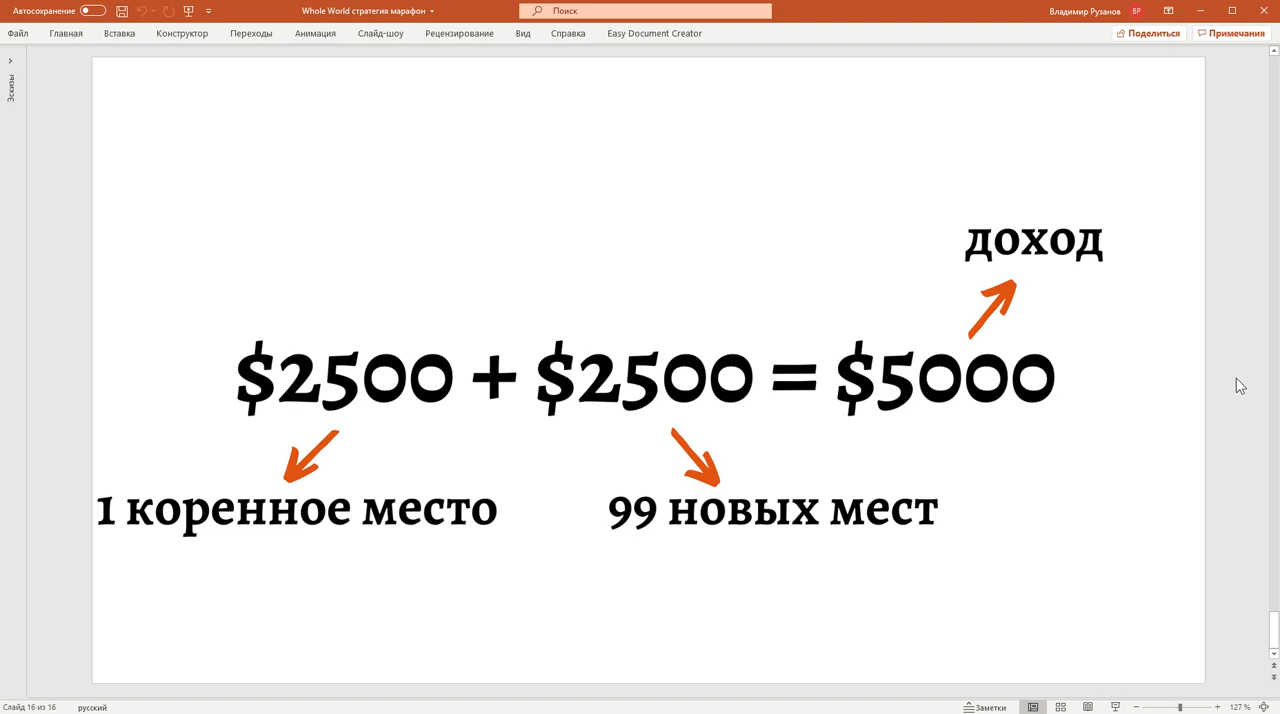 Автосохранение
Whole World стратегия марафон
Поиск
Владимир Рузанов
ВР
Файл Главная Вставка Конструктор Переходы Анимация Слайд-шоу Рецензирование Вид Справка Easy Document Creator
Поделиться
Примечания
Эскизы
доход
$2500 + $2500 = $5000
1 коренное место
99 новых мест
Слайд 16 из 16
русский
Заметки
127 %